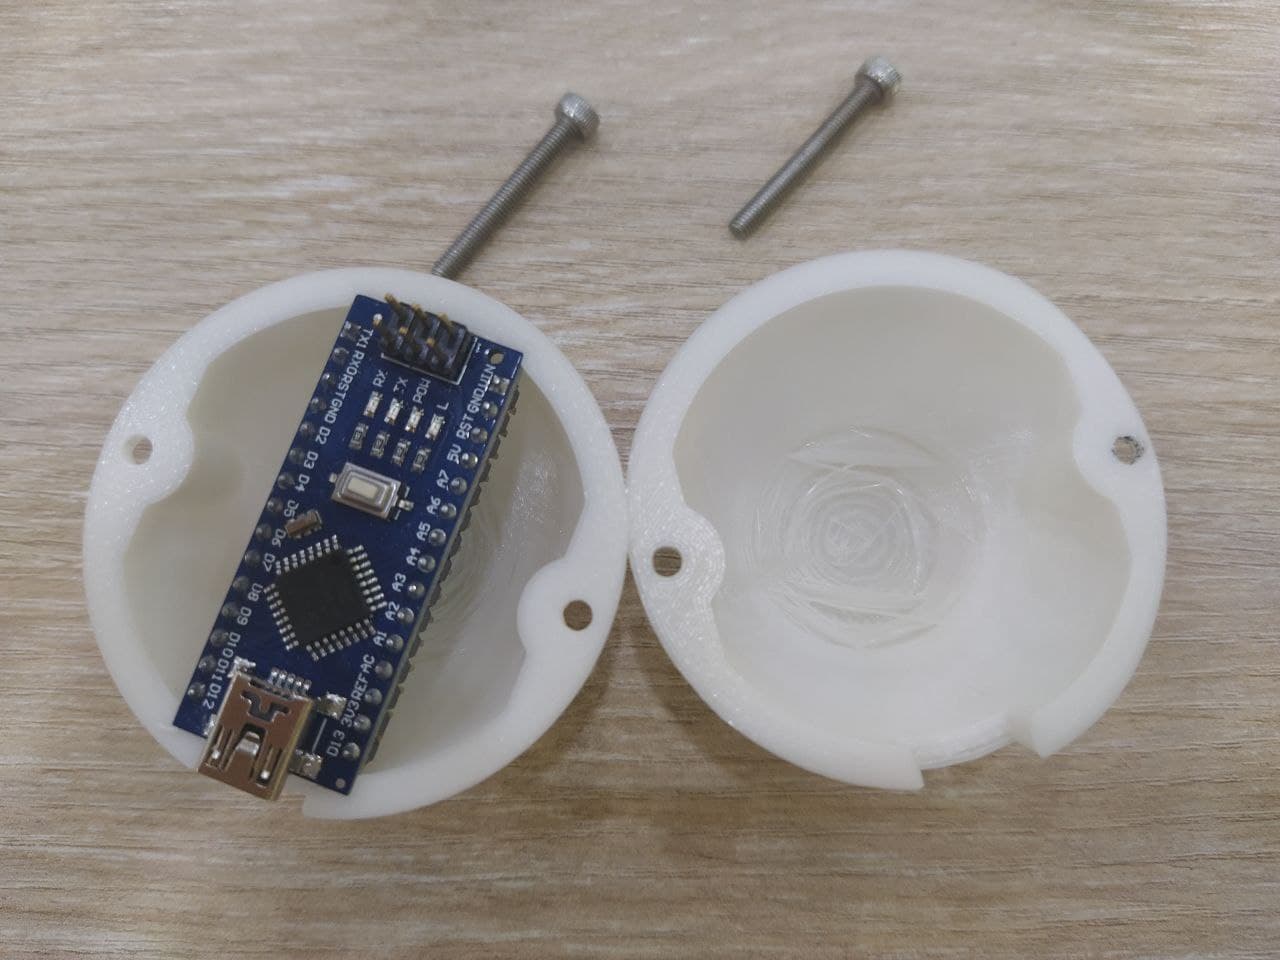 TX1 RX0 RST GND D2 D3 D4 D5 D6 D7 D8 D9 D10 D11 D12
RX TX POW L
VIN GND RST 5V A7 A6 A5 A4 A3 A2 A1 A0 REF 3V3 D13